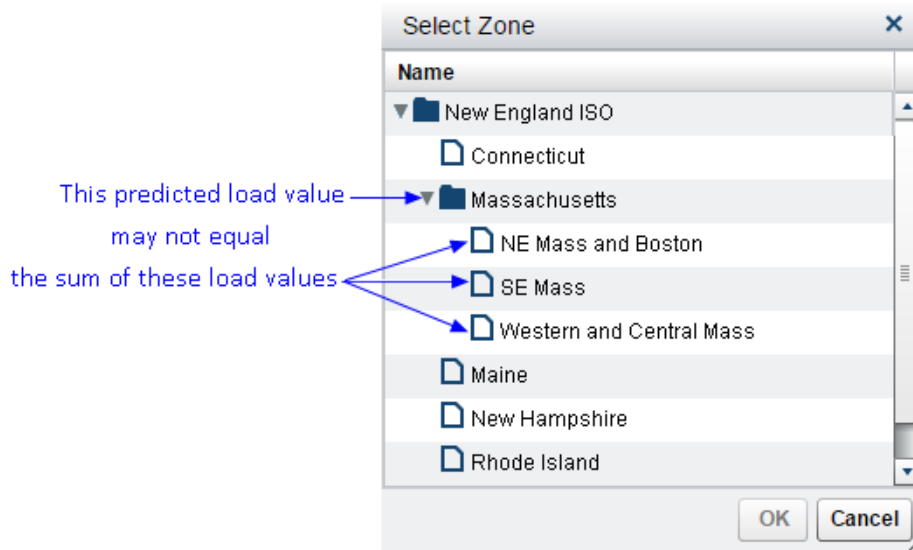 Select Zone
Name
New England ISO
Connecticut
This predicted load value
Massachusetts
may not equal
NE Mass and Boston
the sum of these load values
SE Mass
Western and Central Mass
Maine
New Hampshire
Rhode Island
OK
Cancel